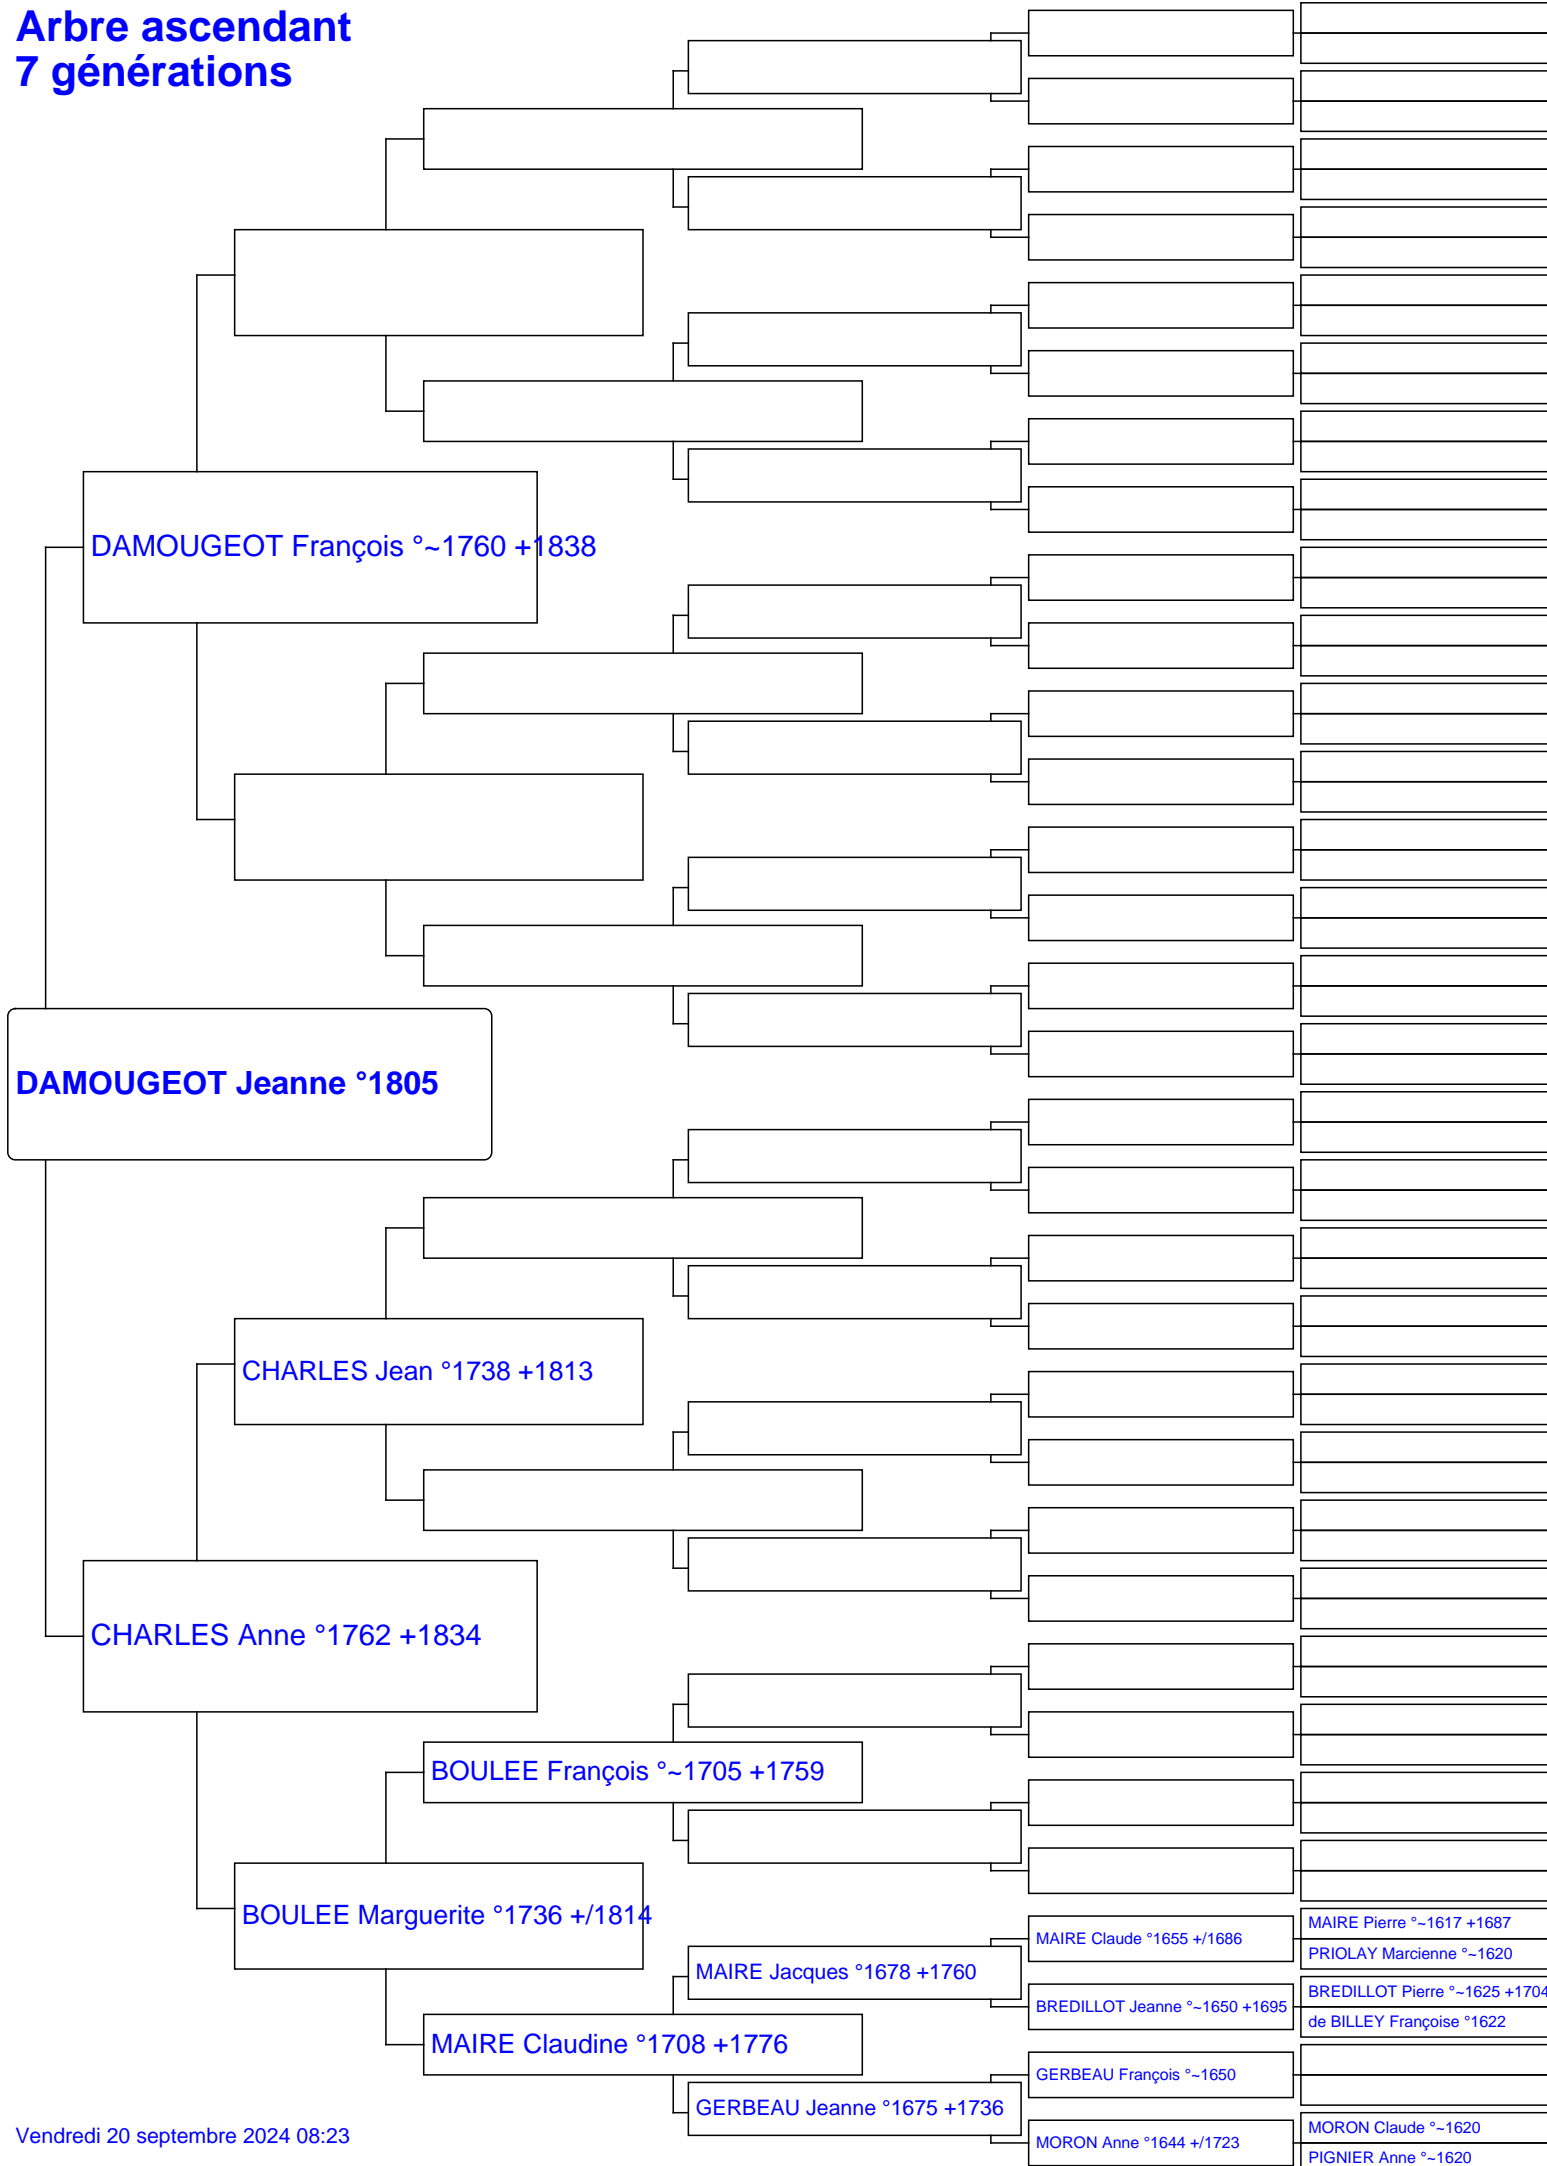 Arbre ascendant
7 générations
DAMOUGEOT François °~1760 +1838
DAMOUGEOT Jeanne °1805
CHARLES Jean °1738 +1813
CHARLES Anne °1762 +1834
BOULEE François °~1705 +1759
BOULEE Marguerite °1736 +/1814
MAIRE Pierre °~1617 +1687
MAIRE Claude °1655 +/1686
PRIOLAY Marcienne °~1620
MAIRE Jacques °1678 +1760
BREDILLOT Pierre °~1625 +1704
BREDILLOT Jeanne °~1650 +1695
de BILLEY Françoise °1622
MAIRE Claudine °1708 +1776
GERBEAU François °~1650
GERBEAU Jeanne °1675 +1736
MORON Claude °~1620
MORON Anne °1644 +/1723
PIGNIER Anne °~1620
Vendredi 20 septembre 2024 08:23